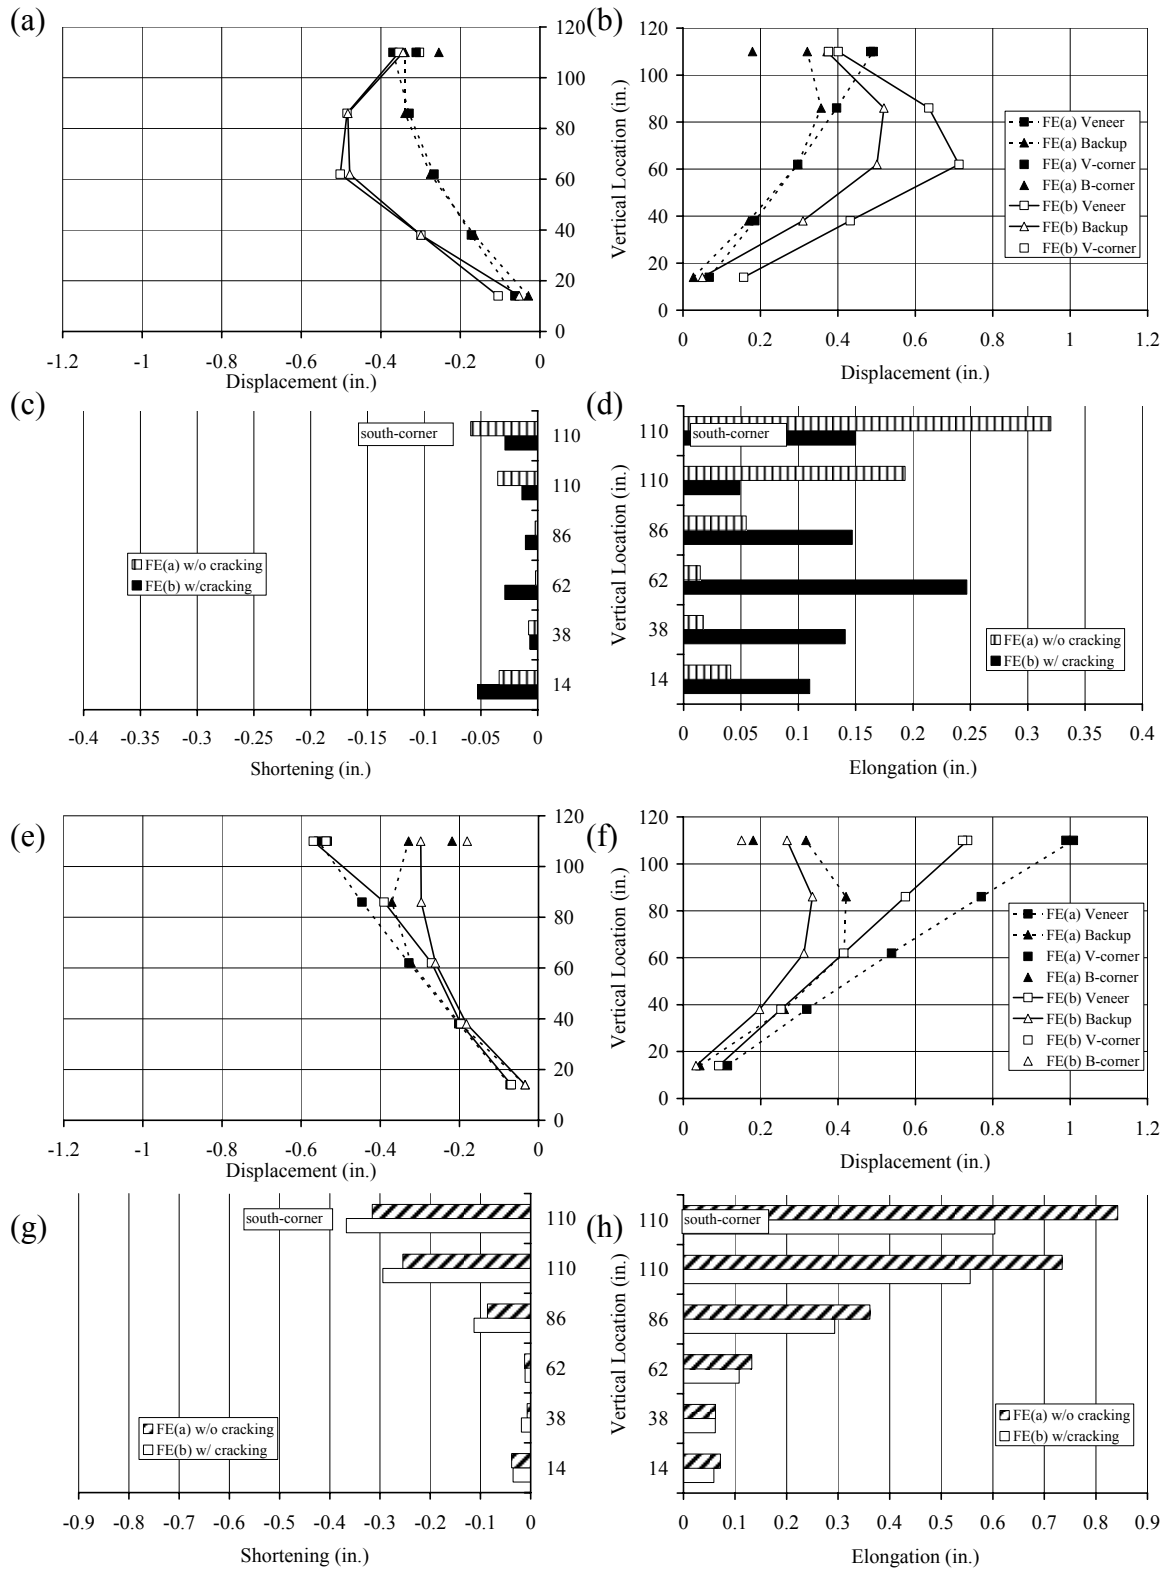 (a)
120
100
80
60
40
20
0
-1.2 -1 -0.8 -0.6 -0.4 -0.2 0
Displacement (in.)
(b)
Vertical Location (in.)
120
100
80
60
40
20
0
FE(a) Veneer
FE(a) Backup
FE(a) V-corner
FE(a) B-corner
FE(b) Veneer
FE(b) Backup
FE(b) V-corner
0 0.2 0.4 0.6 0.8 1 1.2
Displacement (in.)
(c)
south-corner
110
110
86
62
38
14
FE(a) w/o cracking
FE(b) w/cracking
-0.4 -0.35 -0.3 -0.25 -0.2 -0.15 -0.1 -0.05 0
Shortening (in.)
(d)
Vertical Location (in.)
south-corner
110
110
86
62
38
14
FE(a) w/o cracking
FE(b) w/ cracking
0 0.05 0.1 0.15 0.2 0.25 0.3 0.35 0.4
Elongation (in.)
(e)
120
100
80
60
40
20
0
-1.2 -1 -0.8 -0.6 -0.4 -0.2 0
Displacement (in.)
(f)
Vertical Location (in.)
120
100
80
60
40
20
0
FE(a) Veneer
FE(a) Backup
FE(a) V-corner
FE(a) B-corner
FE(b) Veneer
FE(b) Backup
FE(b) V-corner
FE(b) B-corner
0 0.2 0.4 0.6 0.8 1 1.2
Displacement (in.)
(g)
south-corner
110
110
86
62
38
14
FE(a) w/o cracking
FE(b) w/ cracking
-0.9 -0.8 -0.7 -0.6 -0.5 -0.4 -0.3 -0.2 -0.1 0
Shortening (in.)
(h)
Vertical Location (in.)
south-corner
110
110
86
62
38
14
FE(a) w/o cracking
FE(b) w/cracking
0 0.1 0.2 0.3 0.4 0.5 0.6 0.7 0.8 0.9
Elongation (in.)